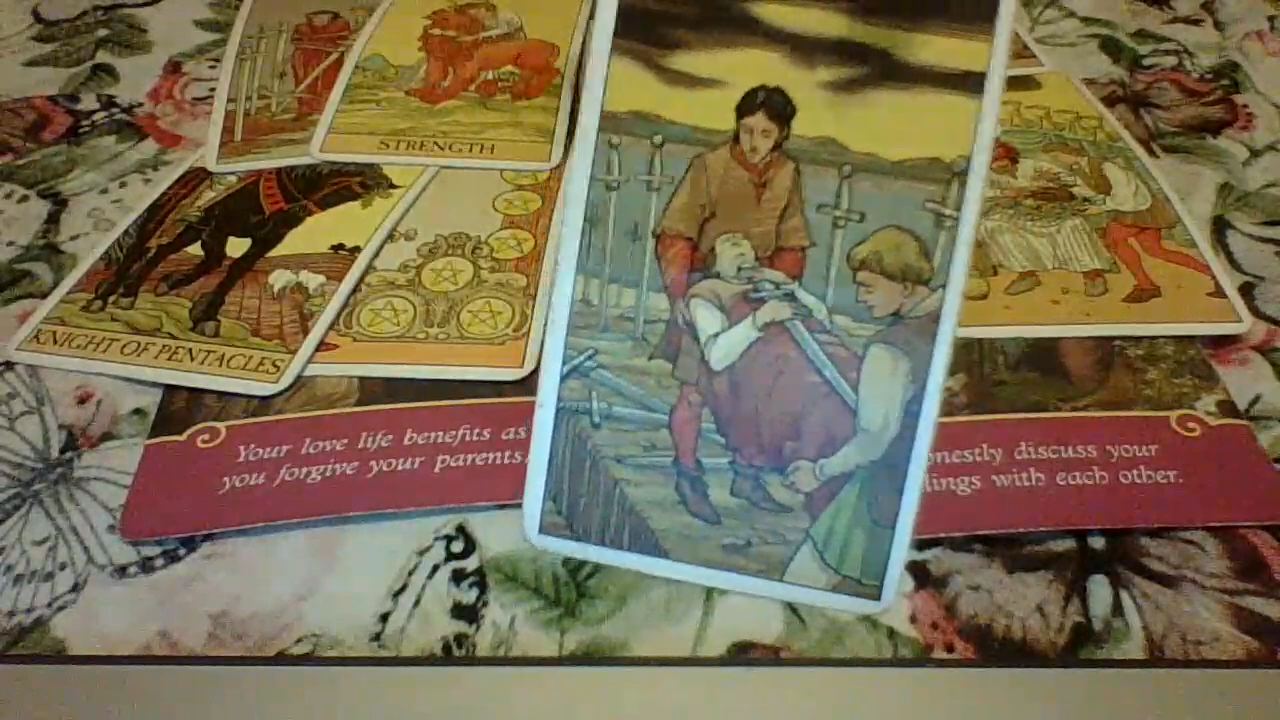 STRENGTH
KNIGHT OF PENTACLES
Your love life benefits as
you forgive your parents.
onestly discuss your
lings with each other.